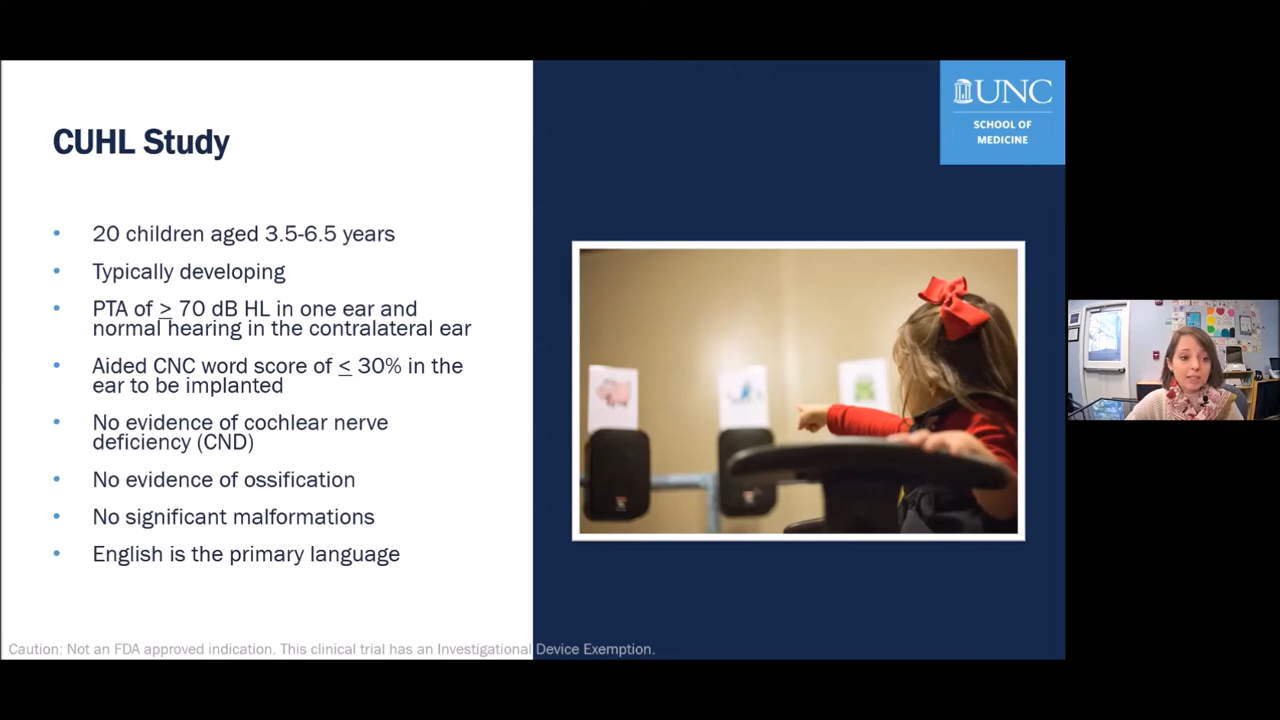 CUHL Study
UNC
SCHOOL OF
MEDICINE
• 20 children aged 3.5-6.5 years
• Typically developing
• PTA of ≥ 70 dB HL in one ear and
normal hearing in the contralateral ear
• Aided CNC word score of ≤ 30% in the
ear to be implanted
• No evidence of cochlear nerve
deficiency (CND)
• No evidence of ossification
• No significant malformations
• English is the primary language
Caution: Not an FDA approved indication. This clinical trial has an Investigational Device Exemption.